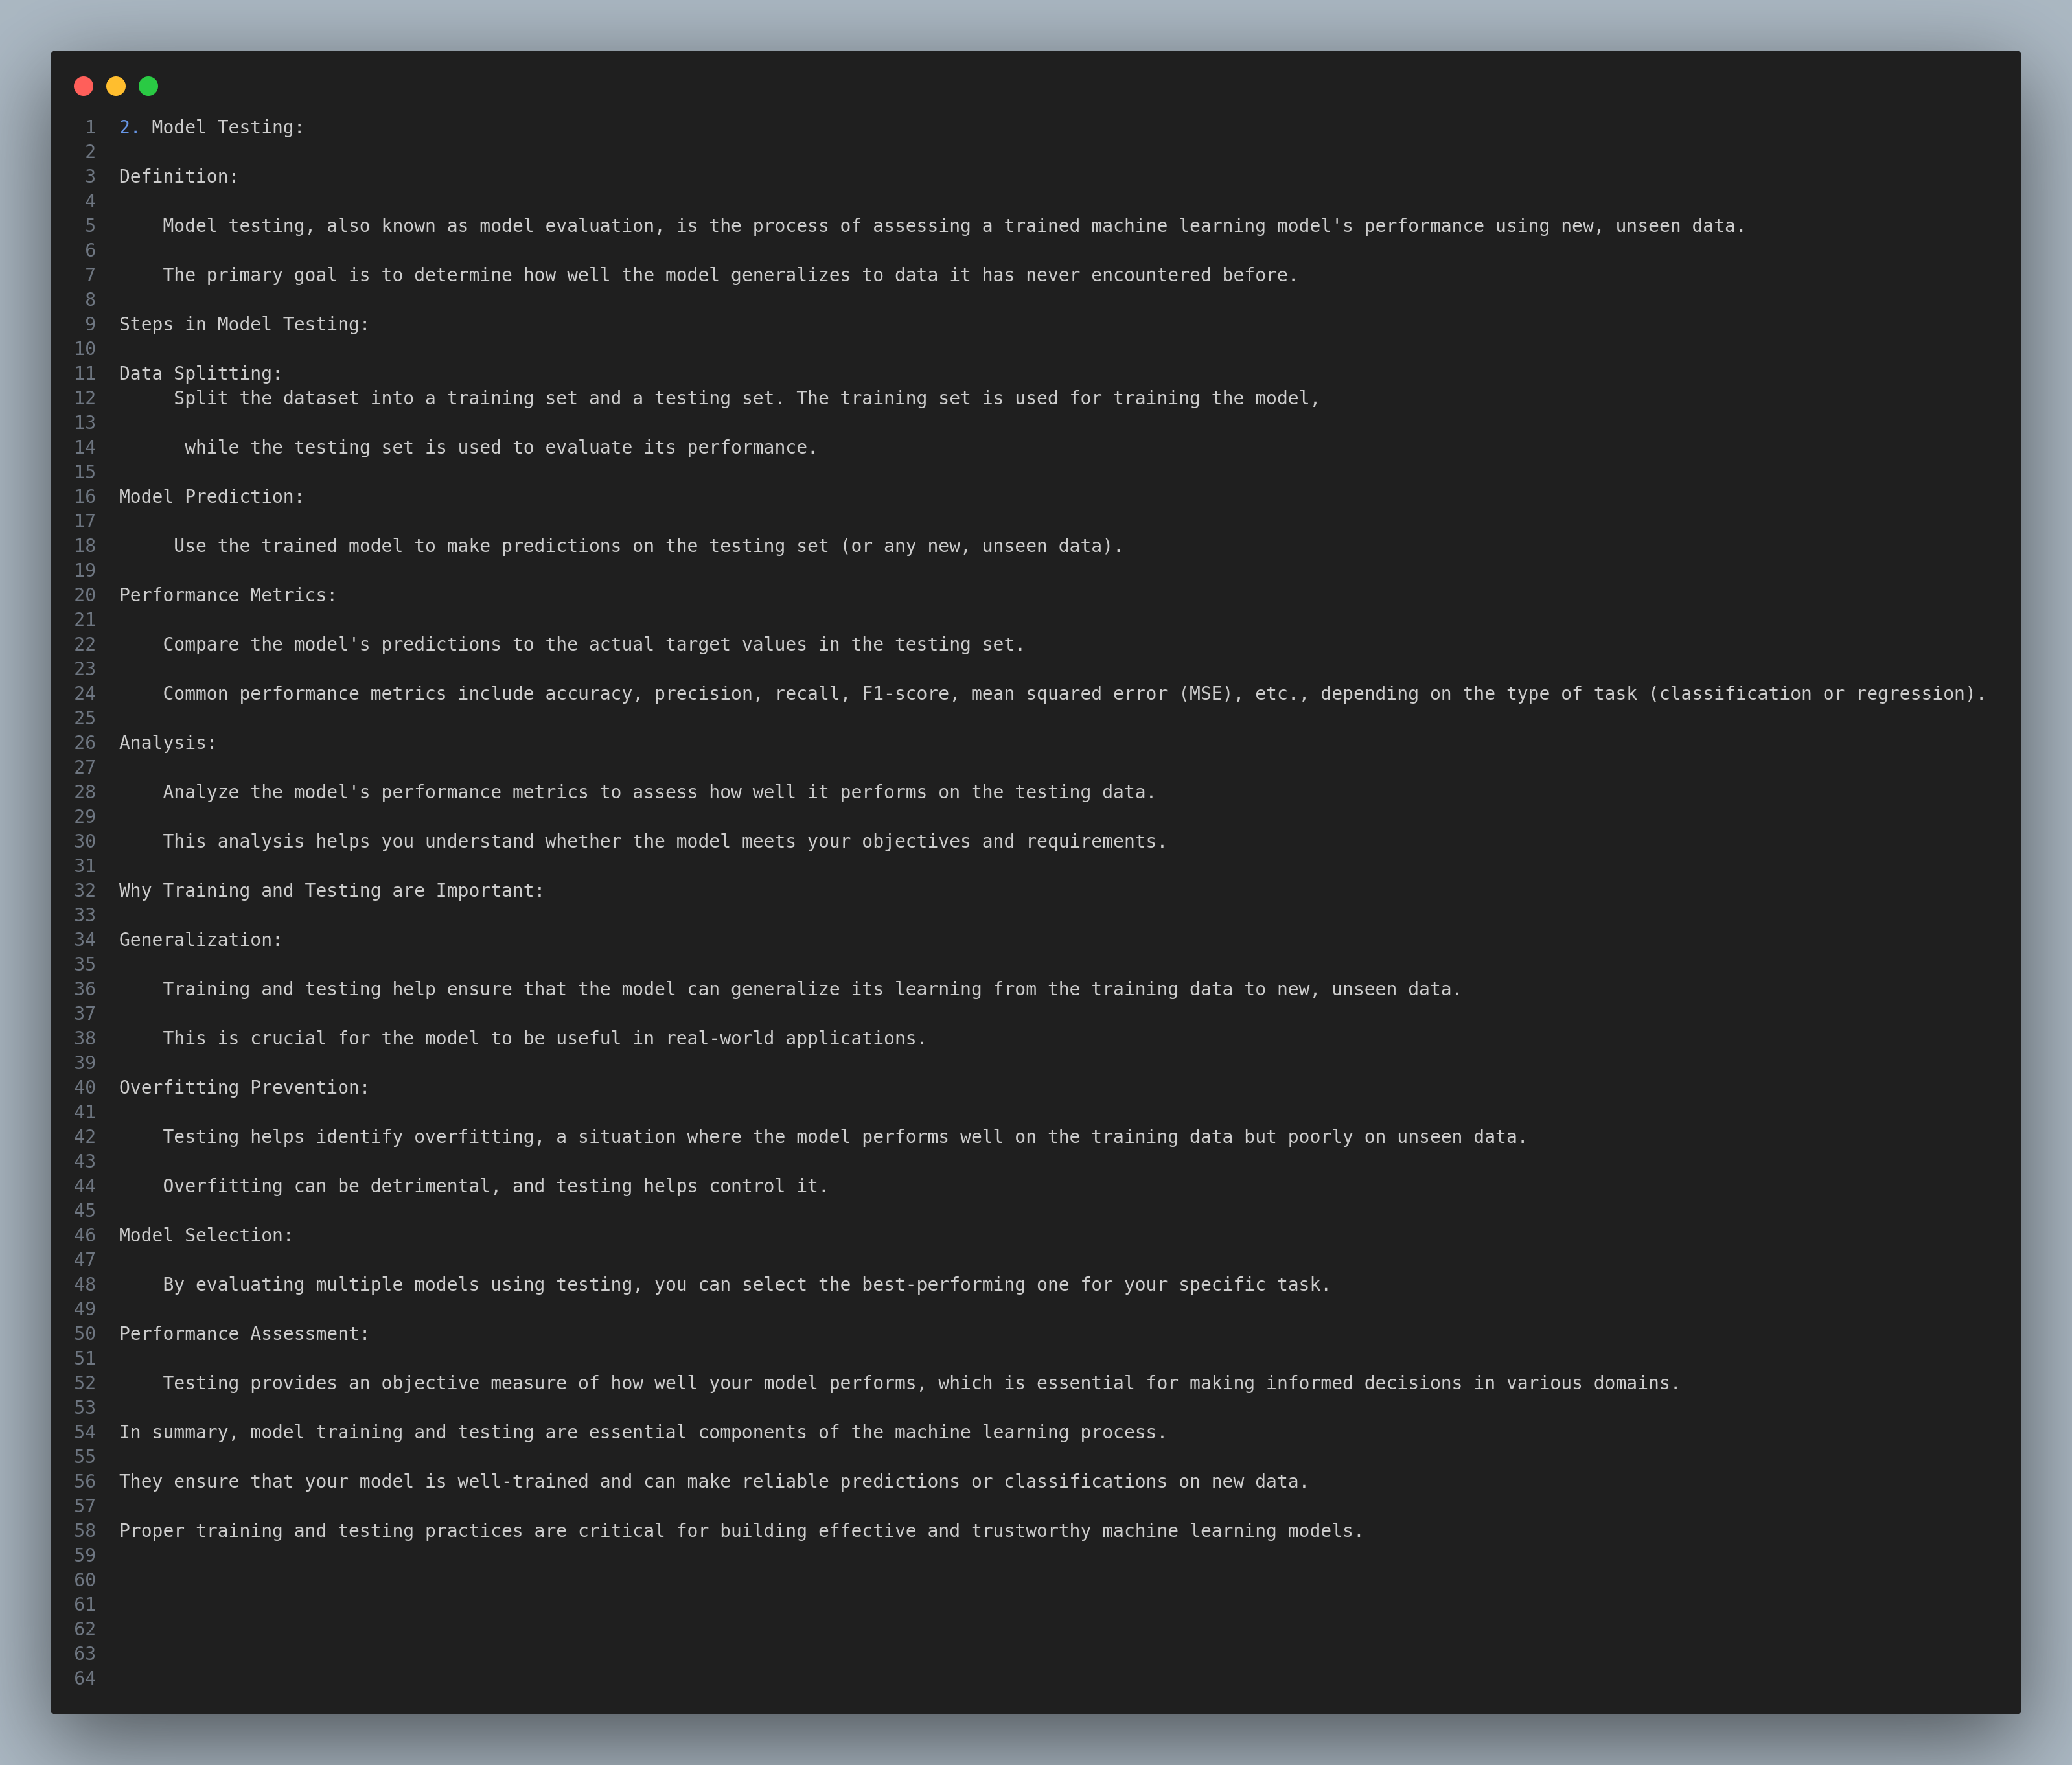 1 2. Model Testing:
2
3 Definition:
4
5 Model testing, also known as model evaluation, is the process of assessing a trained machine learning model's performance using new, unseen data.
6
7 The primary goal is to determine how well the model generalizes to data it has never encountered before.
8
9 Steps in Model Testing:
10
11 Data Splitting:
12 Split the dataset into a training set and a testing set. The training set is used for training the model,
13
14 while the testing set is used to evaluate its performance.
15
16 Model Prediction:
17
18 Use the trained model to make predictions on the testing set (or any new, unseen data).
19
20 Performance Metrics:
21
22 Compare the model's predictions to the actual target values in the testing set.
23
24 Common performance metrics include accuracy, precision, recall, F1-score, mean squared error (MSE), etc., depending on the type of task (classification or regression).
25
26 Analysis:
27
28 Analyze the model's performance metrics to assess how well it performs on the testing data.
29
30 This analysis helps you understand whether the model meets your objectives and requirements.
31
32 Why Training and Testing are Important:
33
34 Generalization:
35
36 Training and testing help ensure that the model can generalize its learning from the training data to new, unseen data.
37
38 This is crucial for the model to be useful in real-world applications.
39
40 Overfitting Prevention:
41
42 Testing helps identify overfitting, a situation where the model performs well on the training data but poorly on unseen data.
43
44 Overfitting can be detrimental, and testing helps control it.
45
46 Model Selection:
47
48 By evaluating multiple models using testing, you can select the best-performing one for your specific task.
49
50 Performance Assessment:
51
52 Testing provides an objective measure of how well your model performs, which is essential for making informed decisions in various domains.
53
54 In summary, model training and testing are essential components of the machine learning process.
55
56 They ensure that your model is well-trained and can make reliable predictions or classifications on new data.
57
58 Proper training and testing practices are critical for building effective and trustworthy machine learning models.
59
60
61
62
63
64